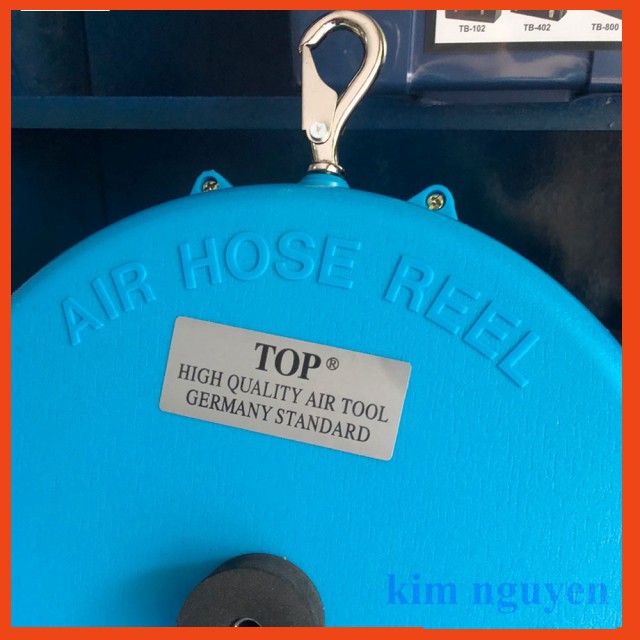 TB-102 TB-402 TB-800
AIR HOSE REEL
TOP®
HIGH QUALITY AIR TOOL
GERMANY STANDARD
kim nguyen